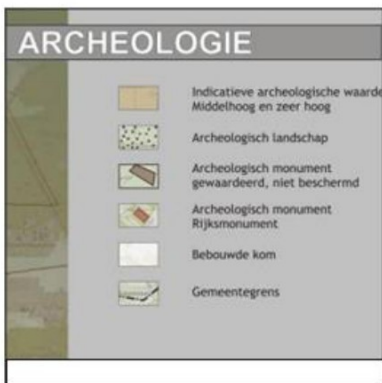 ARCHEOLOGIE
Indicatieve archeologische waarde
Middelhoog en zeer hoog
Archeologisch landschap
Archeologisch monument
gewaardeerd, niet beschermd
Archeologisch monument
Rijksmonument
Bebouwde kom
Gemeentegrens